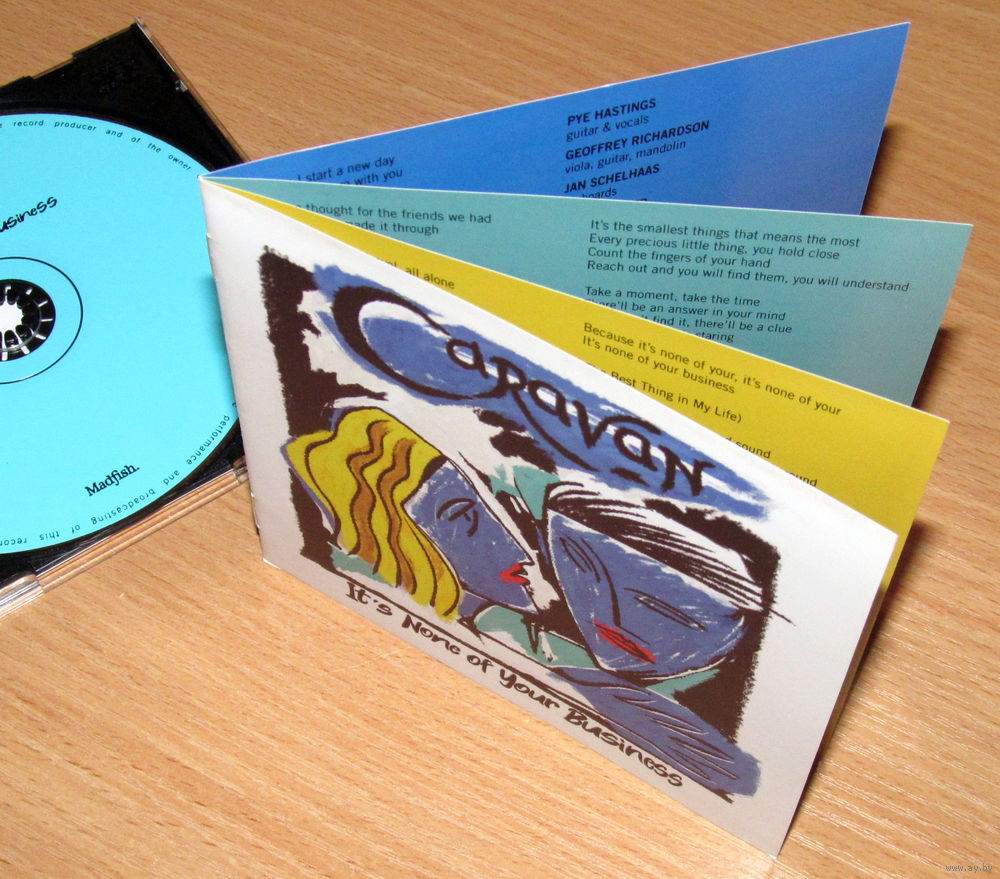 record producer and of the owner
usiness
Madfish.
performance and broadcasting of this recor
I start a new day
with you
PYE HASTINGS
guitar & vocals
GEOFFREY RICHARDSON
viola, guitar, mandolin
JAN SCHELHAAS
thought for the friends we had
made it through
all alone
It's the smallest things that means the most
Every precious little thing, you hold close
Count the fingers of your hand
Reach out and you will find them, you will understand
Take a moment, take the time
There'll be an answer in your mind
find it, there'll be a clue
staring
Because it's none of your, it's none of your
It's none of your business
Best Thing in My Life)
sound
Caravan
It's None of Your Business
www.ay.by